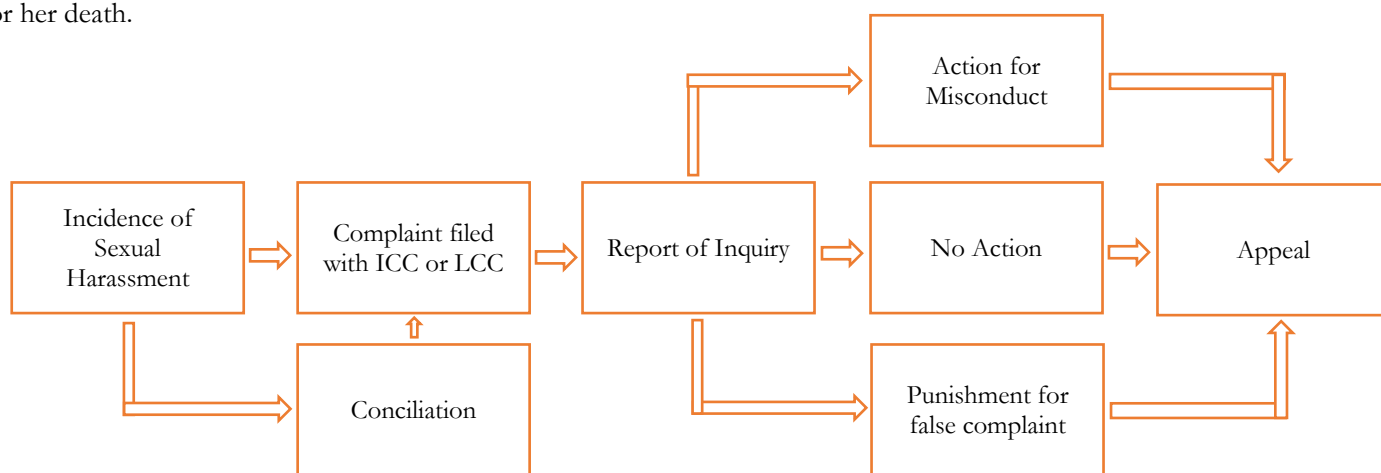 or her death.
Action for
Misconduct
Incidence of
Sexual
Harassment
Complaint filed
with ICC or LCC
Report of Inquiry
No Action
Appeal
Conciliation
Punishment for
false complaint